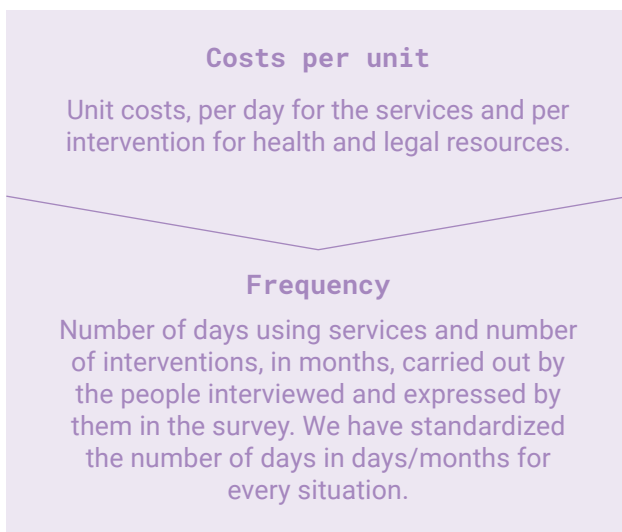 Costs per unit
Unit costs, per day for the services and per
intervention for health and legal resources.
Frequency
Number of days using services and number
of interventions, in months, carried out by
the people interviewed and expressed by
them in the survey. We have standardized
the number of days in days/months for
every situation.